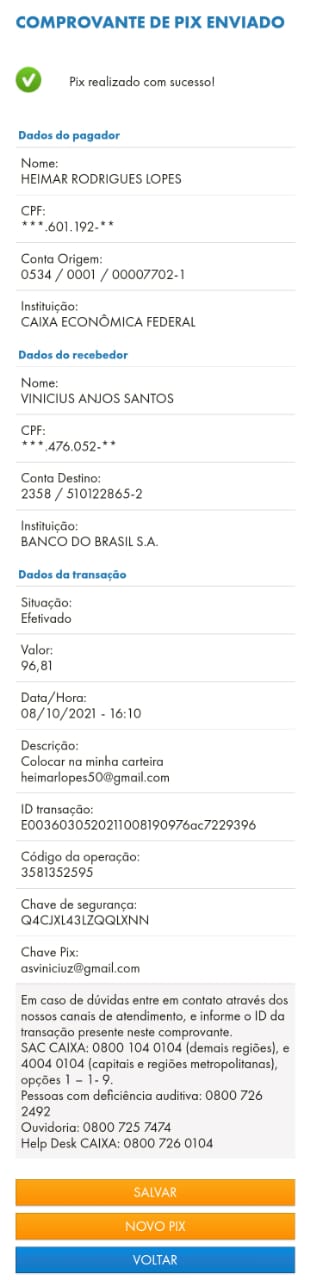 COMPROVANTE DE PIX ENVIADO
Pix realizado com sucesso!
Dados do pagador
Nome:
HEIMAR RODRIGUES LOPES
CPF:
***.601.192-**
Conta Origem:
0534 / 0001 / 00007702-1
Instituição:
CAIXA ECONÔMICA FEDERAL
Dados do recebedor
Nome:
VINICIUS ANJOS SANTOS
CPF:
***.476.052-**
Conta Destino:
2358 / 510122865-2
Instituição:
BANCO DO BRASIL S.A.
Dados da transação
Situação:
Efetivado
Valor:
96,81
Data/Hora:
08/10/2021 - 16:10
Descrição:
Colocar na minha carteira
heimarlopes50@gmail.com
ID transação:
E0036030520211008190976ac7229396
Código da operação:
3581352595
Chave de segurança:
Q4CJXL43LZQQLXNN
Chave Pix:
asviniciuz@gmail.com
Em caso de dúvidas entre em contato através dos
nossos canais de atendimento, e informe o ID da
transação presente neste comprovante.
SAC CAIXA: 0800 104 0104 (demais regiões), e
4004 0104 (capitais e regiões metropolitanas),
opções 1 – 1- 9.
Pessoas com deficiência auditiva: 0800 726
2492
Ouvidoria: 0800 725 7474
Help Desk CAIXA: 0800 726 0104
SALVAR
NOVO PIX
VOLTAR